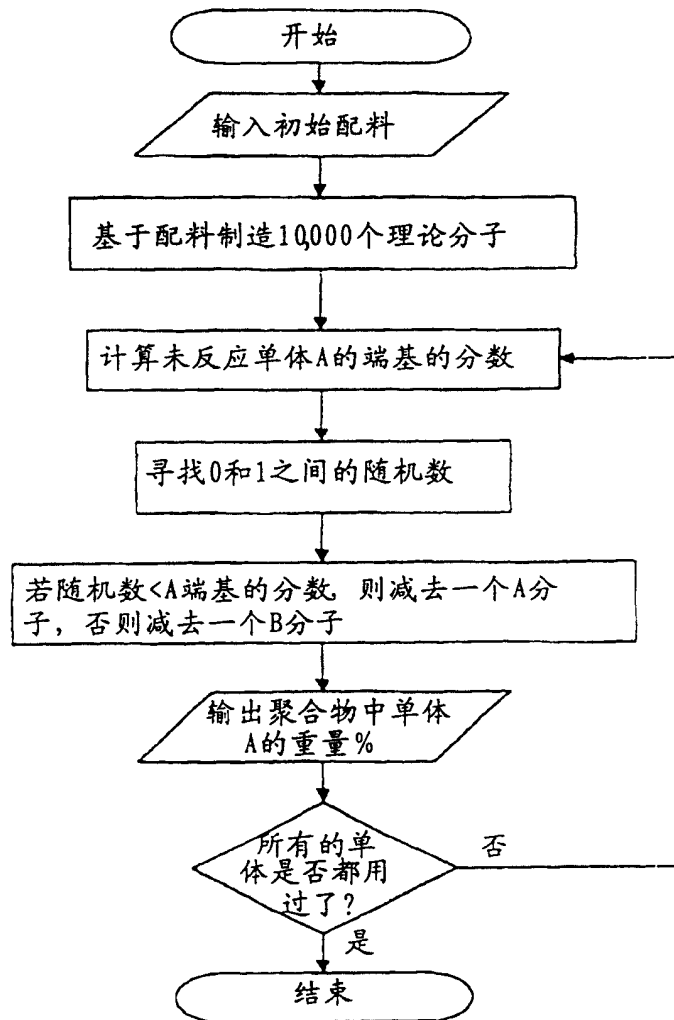 开始
输入初始配料
基于配料制造10,000个理论分子
计算未反应单体A的端基的分数
寻找0和1之间的随机数
若随机数<A端基的分数, 则减去一个A分
子，否则减去一个B分子
输出聚合物中单体
A的重量%
所有的单
体是否都用
过了?
否
是
结束